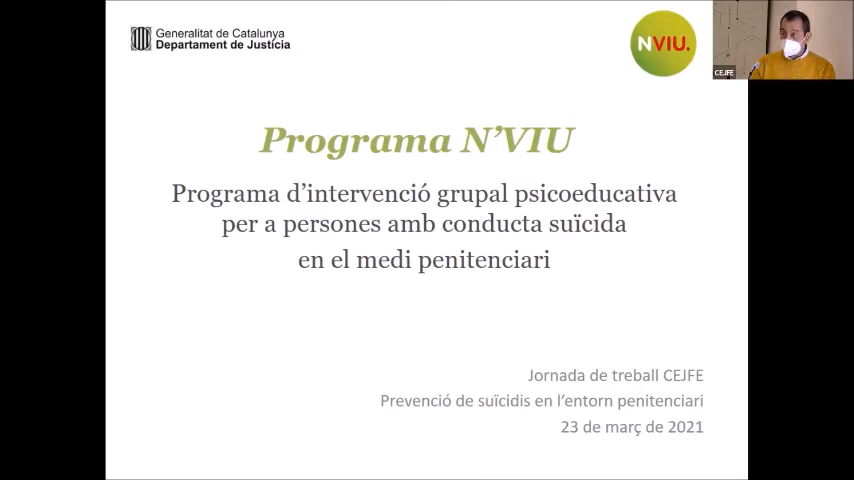 Generalitat de Catalunya
Departament de Justícia
NVIU.
CEJFE
Programa N’VIU
Programa d’intervenció grupal psicoeducativa
per a persones amb conducta suïcida
en el medi penitenciari
Jornada de treball CEJFE
Prevenció de suïcidis en l’entorn penitenciari
23 de març de 2021